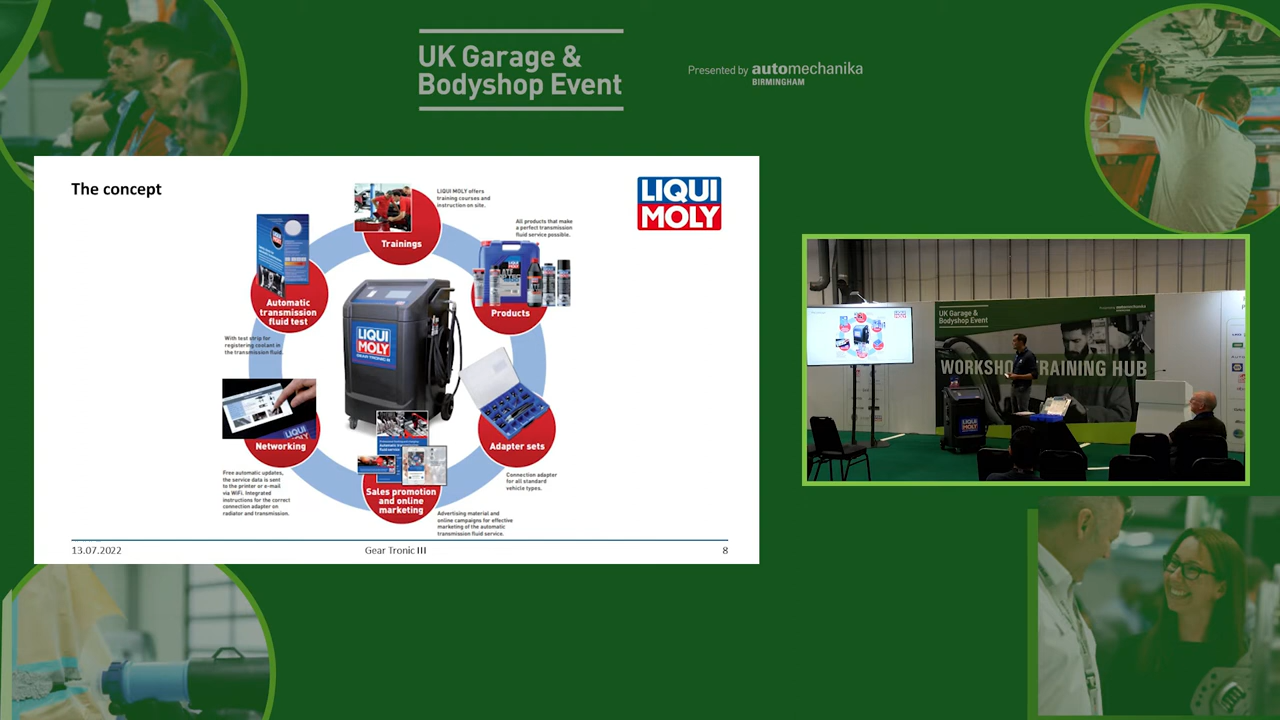 UK Garage &
Bodyshop Event
Presented by automechanika
BIRMINGHAM
The concept
LIQUI
MOLY
LIQUI MOLY offers
training courses and
instruction on site.
Trainings
All products that make
a perfect transmission
fluid service possible.
Products
Automatic
transmission
fluid test
With test strip for
registering coolant in
the transmission fluid.
LIQUI
MOLY
GEAR TRONIC III
Networking
Free automatic updates,
the service data is sent
to the printer or e-mail
via WiFi. Integrated
instructions for the correct
connection adapter on
radiator and transmission.
Adapter sets
Connection adapter
for all standard
vehicle types.
Sales promotion
and online
marketing
Advertising material and
online campaigns for effective
marketing of the automatic
transmission fluid service.
13.07.2022
Gear Tronic III
8
UK Garage &
Bodyshop Event
WORKSHO TRAINING HUB
LIQUI
MOLY